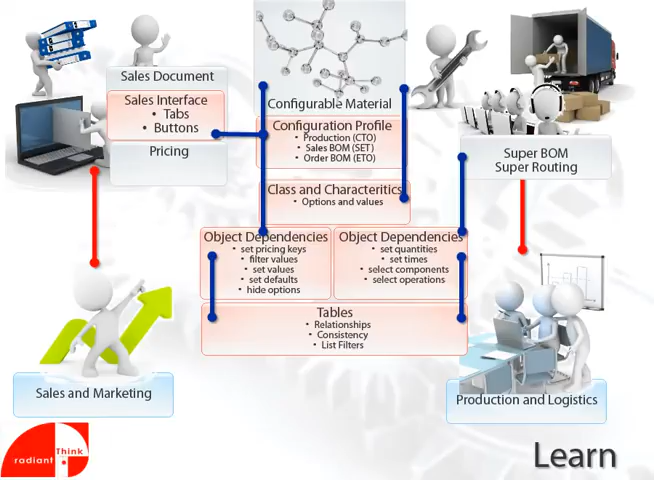 Sales Document
Sales Interface
• Tabs
• Buttons
Pricing
Configurable Material
Configuration Profile
• Production (CTO)
• Sales BOM (SET)
• Order BOM (ETO)
Class and Characteritics
• Options and values
Super BOM
Super Routing
Object Dependencies
• set pricing keys
• filter values
• set values
• set defaults
• hide options
Object Dependencies
• set quantities
• set times
• select components
• select operations
Tables
• Relationships
• Consistency
• List Filters
Sales and Marketing
Production and Logistics
radiant Think
Learn